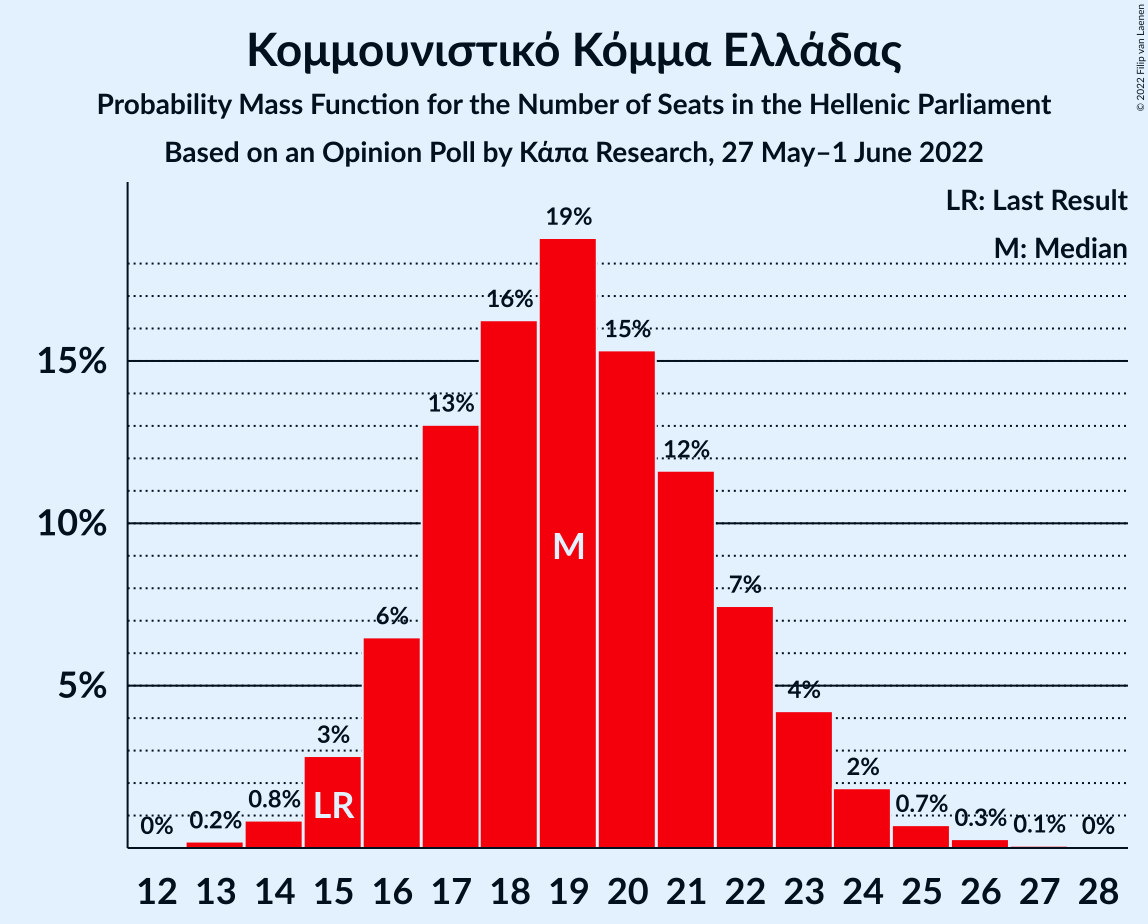 Κομμουνιστικό Κόμμα Ελλάδας
Probability Mass Function for the Number of Seats in the Hellenic Parliament
Based on an Opinion Poll by Κάπα Research, 27 May–1 June 2022
© 2022 Filip van Laenen
LR: Last Result
M: Median
15%
10%
5%
0%
0.2%
0.8%
3%
6%
13%
16%
19%
15%
12%
7%
4%
2%
0.7%
0.3%
0.1%
0%
LR
M
12 13 14 15 16 17 18 19 20 21 22 23 24 25 26 27 28